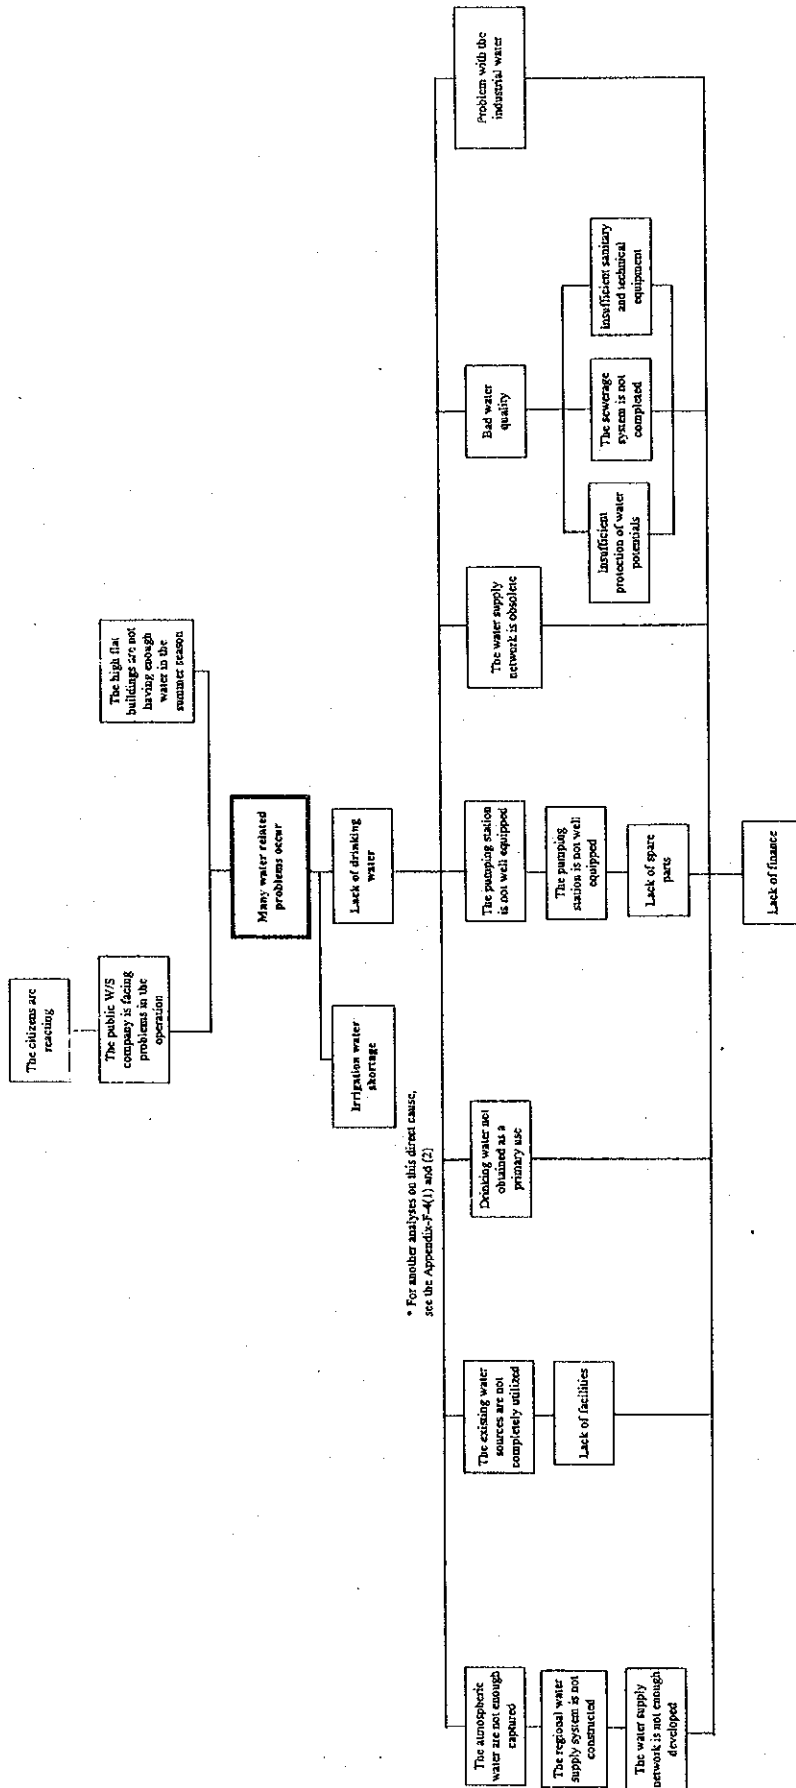 The citizens are
reacting
The public W/S
company is facing
problems in the
operation
The high flat
buildings are not
having enough
water in the
summer season
Many water related
problems occur
Irrigation water
shortage
Lack of drinking
water
* For another analyses on this direct cause,
see the Appendix-F-4(1) and (2)
The atmospheric
water are not enough
captured
The existing water
sources are not
completely utilized
Drinking water not
obtained as a
primary use
The pumping station
is not well equipped
The water supply
network is obsolete
Bad water
quality
Problem with the
industrial water
The regional water
supply system is not
constructed
Lack of facilities
The pumping
station is not well
equipped
Insufficient
protection of water
potentials
The sewerage
system is not
completed
Insufficient sanitary
and technical
equipment
The water supply
network is not enough
developed
Lack of spare
parts
Lack of finance